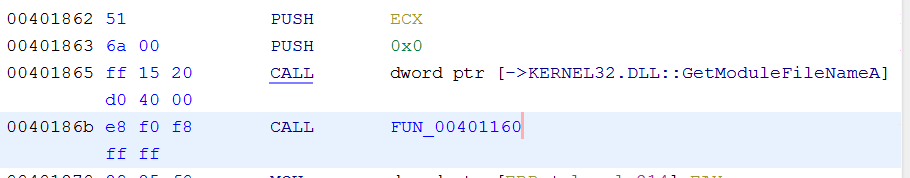 00401862 51 PUSH ECX
00401863 6a 00 PUSH 0x0
00401865 ff 15 20 CALL dword ptr [->KERNEL32.DLL::GetModuleFileNameA]
d0 40 00
0040186b e8 f0 f8 CALL FUN_00401160
ff ff